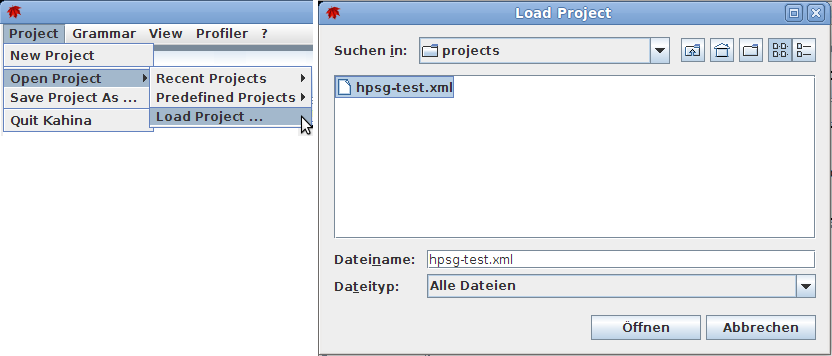 Project Grammar View Profiler ?
New Project
Open Project
Save Project As ...
Quit Kahina
Recent Projects
Predefined Projects
Load Project ...
Load Project
Suchen in: projects
hpsg-test.xml
Dateiname: hpsg-test.xml
Dateityp: Alle Dateien
Öffnen Abbrechen